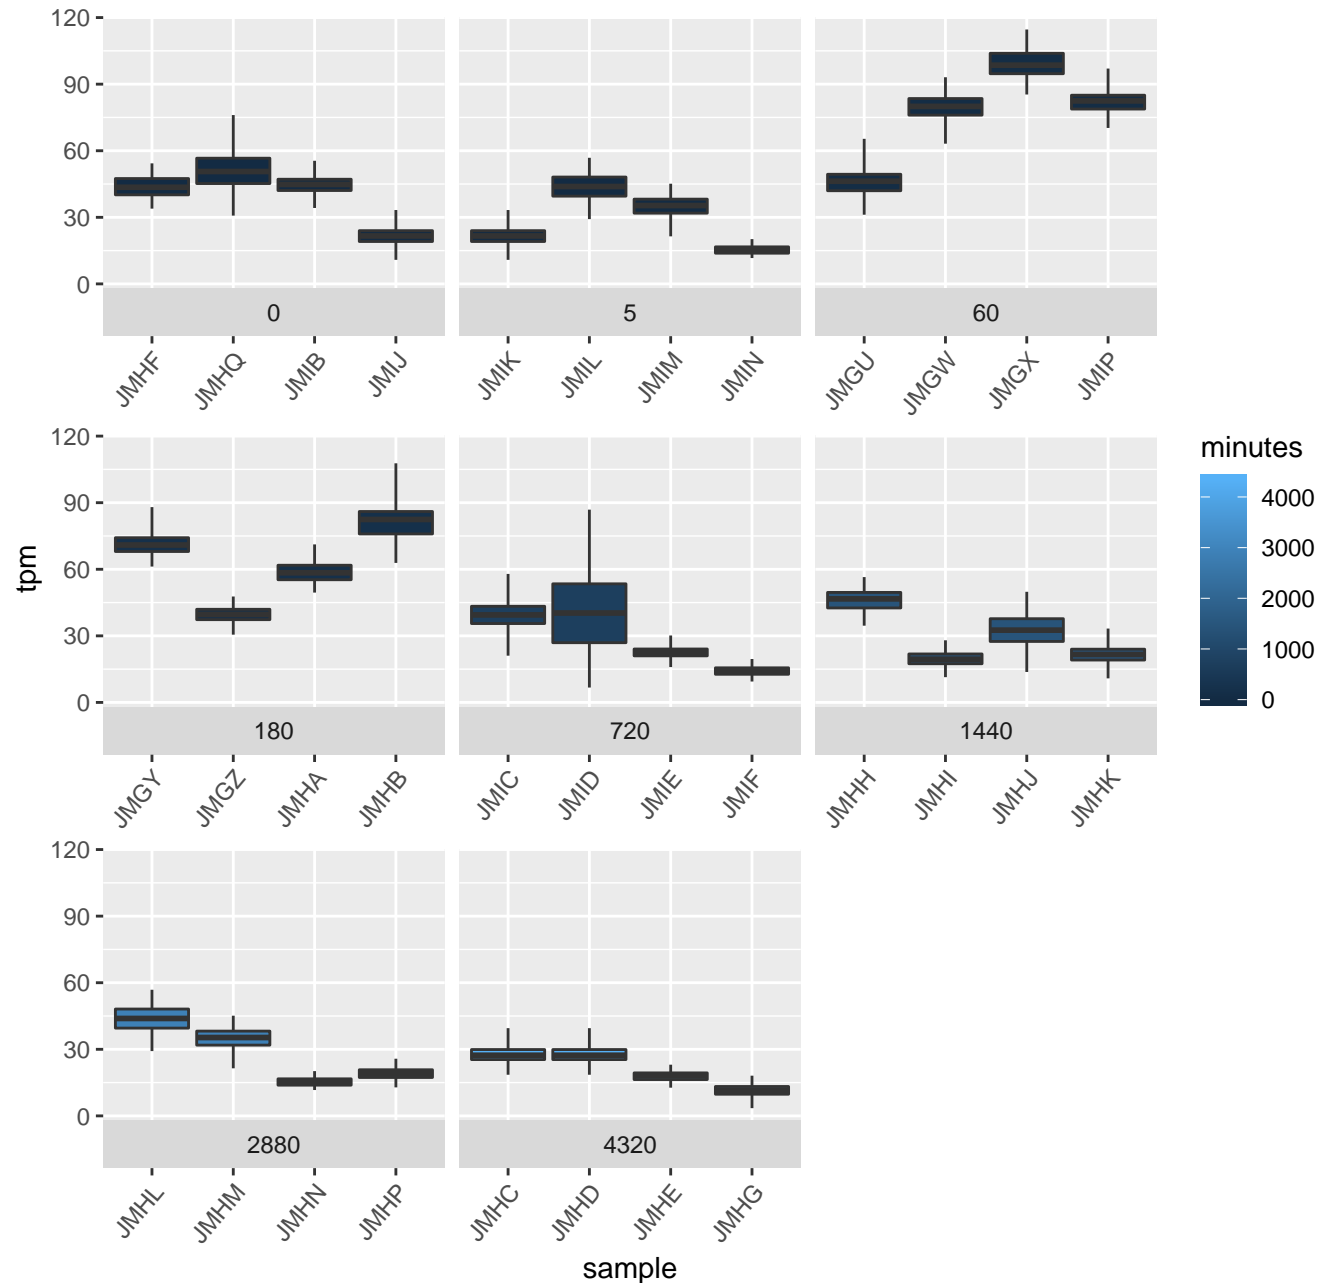 tpm
120
90
60
30
0
0
5
60
JMHF JMHQ JMIB JMIJ
JMIK JMIL JMIM JMIN
JMGU JMGW JMGX JMIP
120
90
60
30
0
180
720
1440
JMGY JMGZ JMHA JMHB
JMIC JMID JMIE JMIF
JMHH JMHI JMHJ JMHK
120
90
60
30
0
2880
4320
JMHL JMHM JMHN JMHP
JMHC JMHD JMHE JMHG
sample
minutes
4000
3000
2000
1000
0